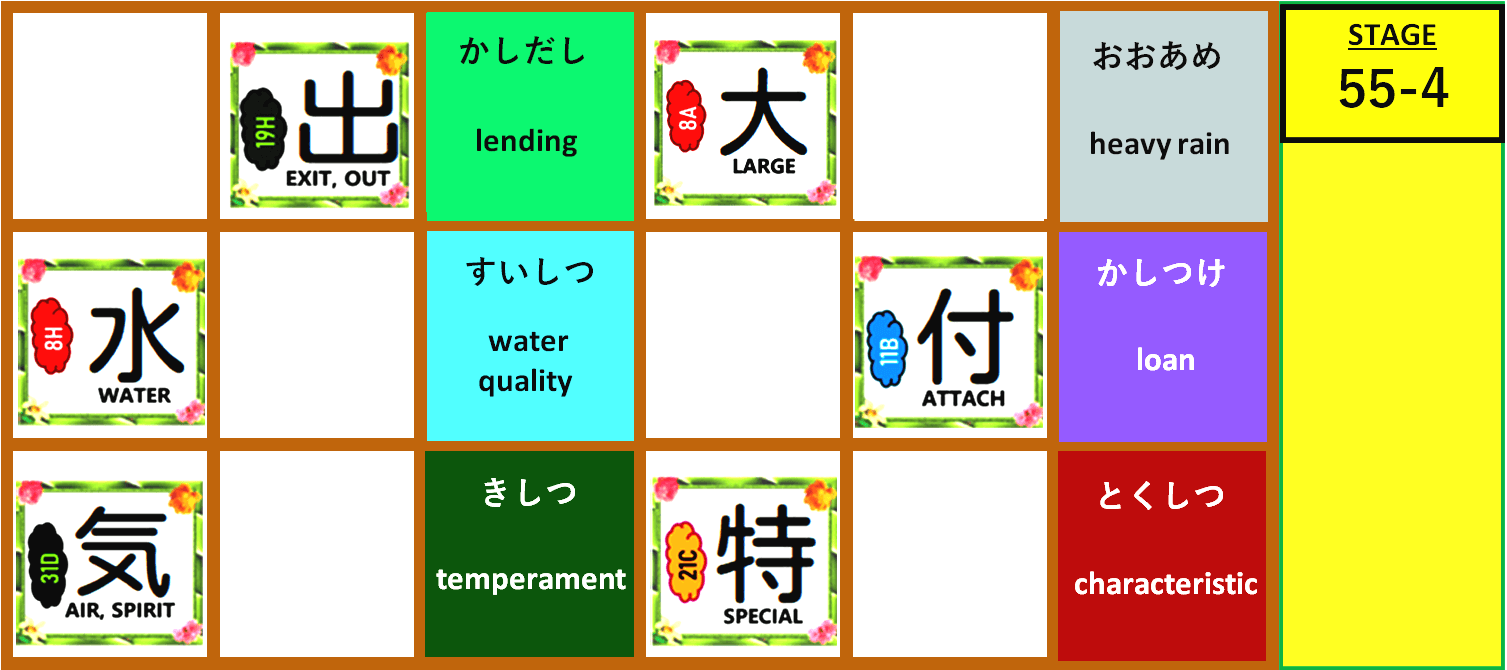 19H
出
EXIT, OUT
かしだし
lending
8A
大
LARGE
おおあめ
heavy rain
STAGE
55-4
8H
水
WATER
すいしつ
water
quality
11B
付
ATTACH
かしつけ
loan
31D
気
AIR, SPIRIT
きしつ
temperament
21C
特
SPECIAL
とくしつ
characteristic